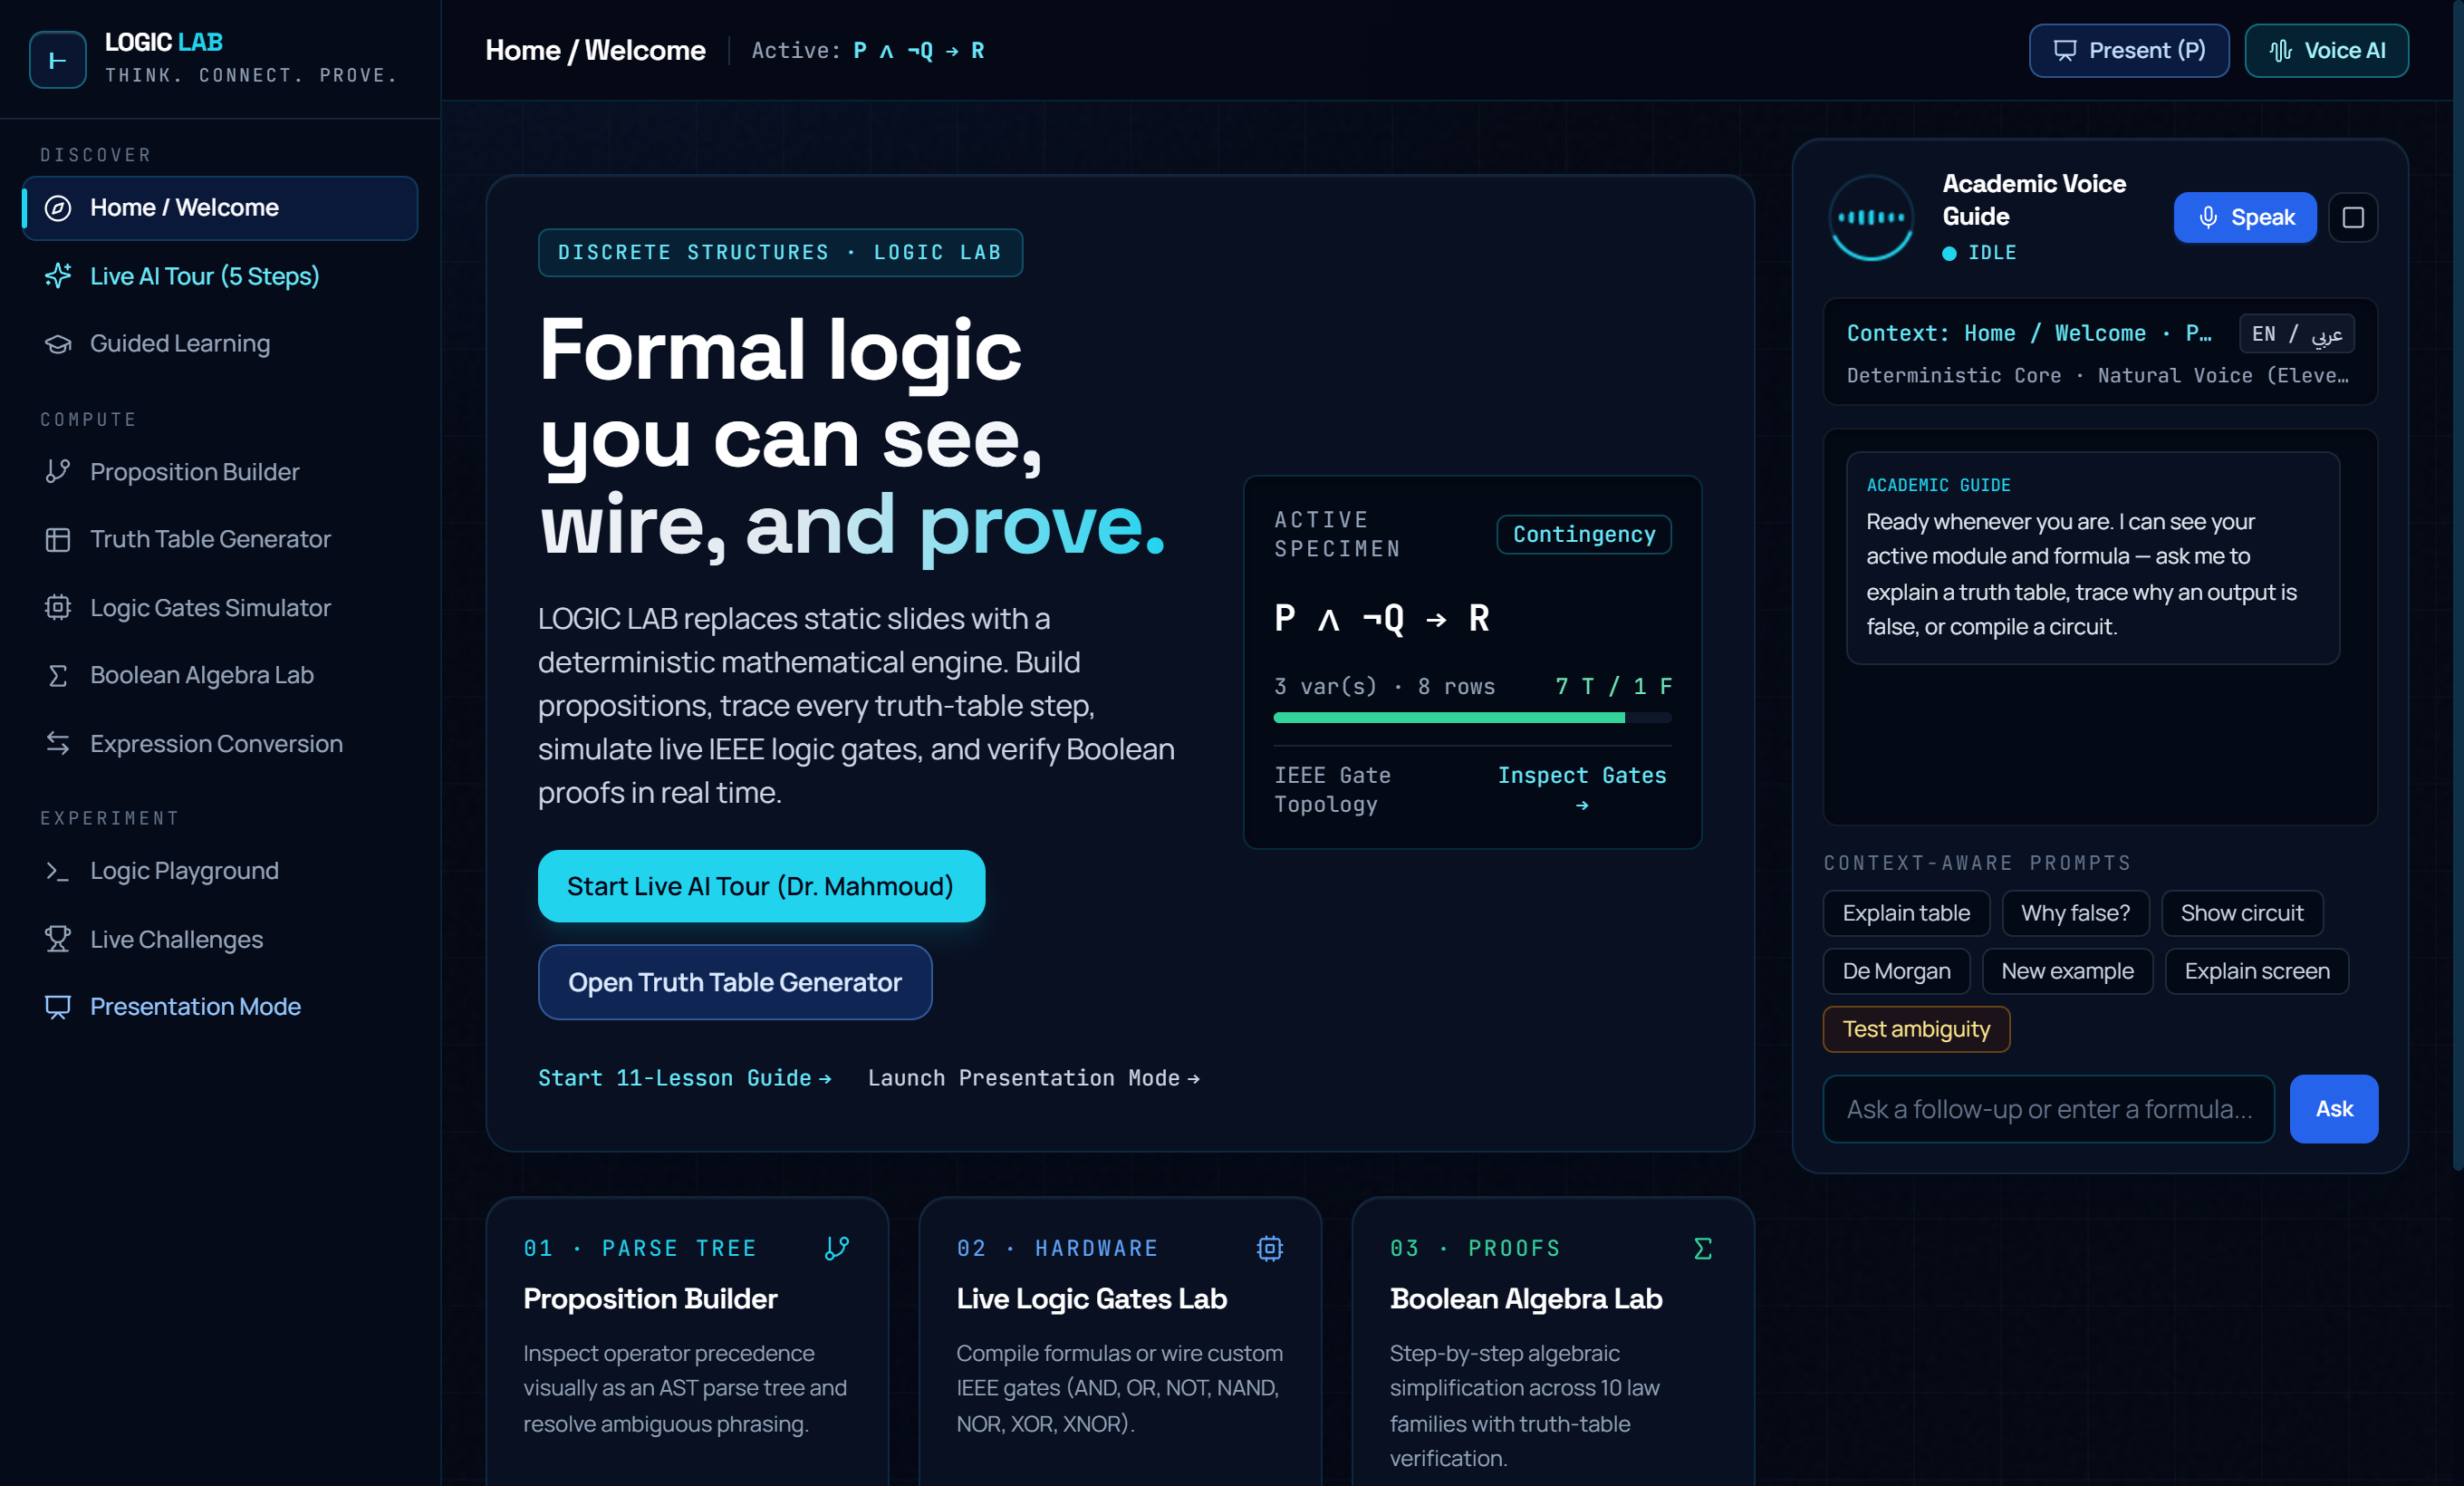 LOGIC LAB
THINK. CONNECT. PROVE.
DISCOVER
Home / Welcome
Live AI Tour (5 Steps)
Guided Learning
COMPUTE
Proposition Builder
Truth Table Generator
Logic Gates Simulator
Boolean Algebra Lab
Expression Conversion
EXPERIMENT
Logic Playground
Live Challenges
Presentation Mode
Home / Welcome
Active: P ∧ ¬Q → R
Present (P)
Voice AI
DISCRETE STRUCTURES · LOGIC LAB
Formal logic
you can see,
wire, and prove.
LOGIC LAB replaces static slides with a
deterministic mathematical engine. Build
propositions, trace every truth-table step,
simulate live IEEE logic gates, and verify Boolean
proofs in real time.
Start Live AI Tour (Dr. Mahmoud)
Open Truth Table Generator
Start 11-Lesson Guide →
Launch Presentation Mode →
ACTIVE
SPECIMEN
Contingency
P ∧ ¬Q → R
3 var(s) · 8 rows
7 T / 1 F
IEEE Gate
Topology
Inspect Gates
→
01 · PARSE TREE
Proposition Builder
Inspect operator precedence
visually as an AST parse tree and
resolve ambiguous phrasing.
02 · HARDWARE
Live Logic Gates Lab
Compile formulas or wire custom
IEEE gates (AND, OR, NOT, NAND,
NOR, XOR, XNOR).
03 · PROOFS
Boolean Algebra Lab
Step-by-step algebraic
simplification across 10 law
families with truth-table
verification.
Academic Voice
Guide
IDLE
Speak
Context: Home / Welcome · P…
EN / عربي
Deterministic Core · Natural Voice (Eleve…
ACADEMIC GUIDE
Ready whenever you are. I can see your
active module and formula — ask me to
explain a truth table, trace why an output is
false, or compile a circuit.
CONTEXT-AWARE PROMPTS
Explain table
Why false?
Show circuit
De Morgan
New example
Explain screen
Test ambiguity
Ask a follow-up or enter a formula...
Ask